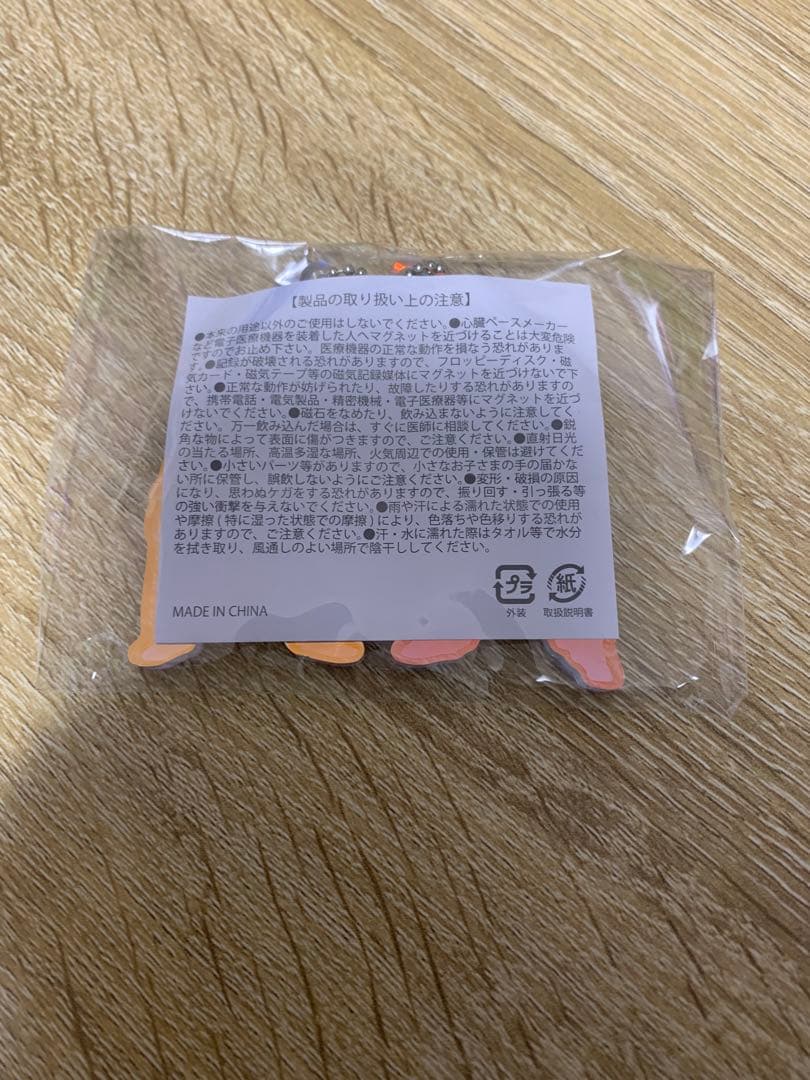 【製品の取り扱い上の注意】
●本来の用途以外のご使用はしないでください。●心臓ペースメーカー
など電子医療機器を装着した人へマグネットを近づけることは大変危険
ですのでお止め下さい。医療機器の正常な動作を損なう恐れがありま
す。●記録が破壊される恐れがありますので、フロッピーディスク・磁
気カード・磁気テープ等の磁気記録媒体にマグネットを近づけないで下
さい。●正常な動作が妨げられたり、故障したりする恐れがありますの
で、携帯電話・電気製品・精密機械・電子医療器等にマグネットを近づ
けないでください。●磁石をなめたり、飲み込まないように注意してく
ださい。万一飲み込んだ場合は、すぐに医師に相談してください。●鋭
角な物によって表面に傷がつきますので、ご注意ください。●直射日光
の当たる場所、高温多湿な場所、火気周辺での使用・保管は避けてくだ
さい。●小さいパーツ等がありますので、小さなお子さまの手の届かな
い所に保管し、誤飲しないようにご注意ください。●変形・破損の原因
になり、思わぬケガをする恐れがありますので、振り回す・引っ張る等
の強い衝撃を与えないでください。●雨や汗による濡れた状態での使用
や摩擦(特に湿った状態での摩擦)により、色落ちや色移りする恐れが
ありますので、ご注意ください。●汗・水に濡れた際はタオル等で水分
を拭き取り、風通しのよい場所で陰干ししてください。
プラ 紙
外装 取扱説明書
MADE IN CHINA